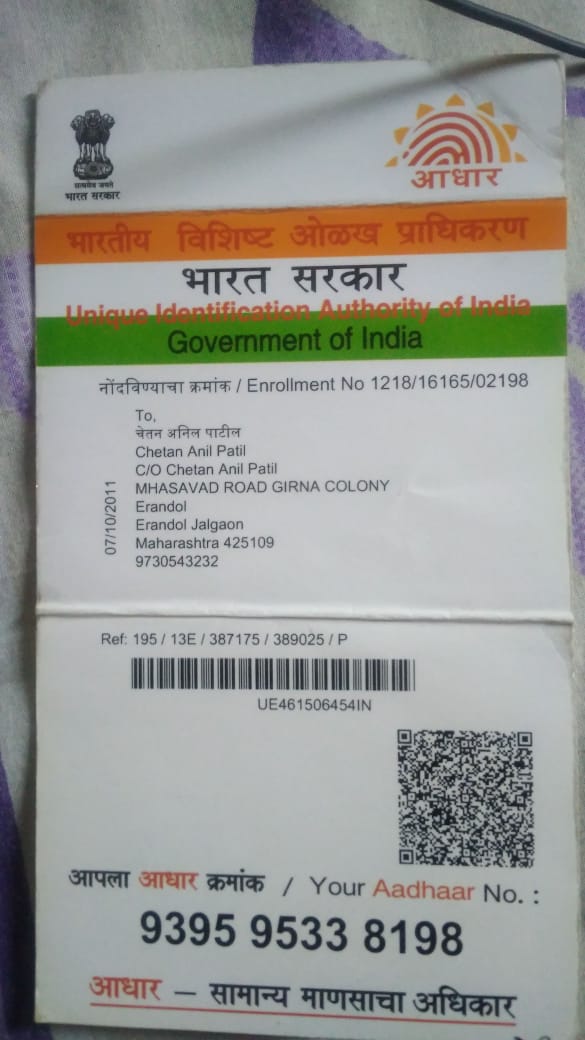 सत्यमेव जयते
भारत सरकार
आधार
भारतीय विशिष्ट ओळख प्राधिकरण
भारत सरकार
Unique Identification Authority of India
Government of India
नोंदविण्याचा क्रमांक / Enrollment No 1218/16165/02198
To,
चेतन अनिल पाटील
Chetan Anil Patil
C/O Chetan Anil Patil
MHASAVAD ROAD GIRNA COLONY
Erandol
Erandol Jalgaon
Maharashtra 425109
9730543232
07/10/2011
Ref: 195 / 13E / 387175 / 389025 / P
UE461506454IN
आपला आधार क्रमांक / Your Aadhaar No. :
9395 9533 8198
आधार – सामान्य माणसाचा अधिकार